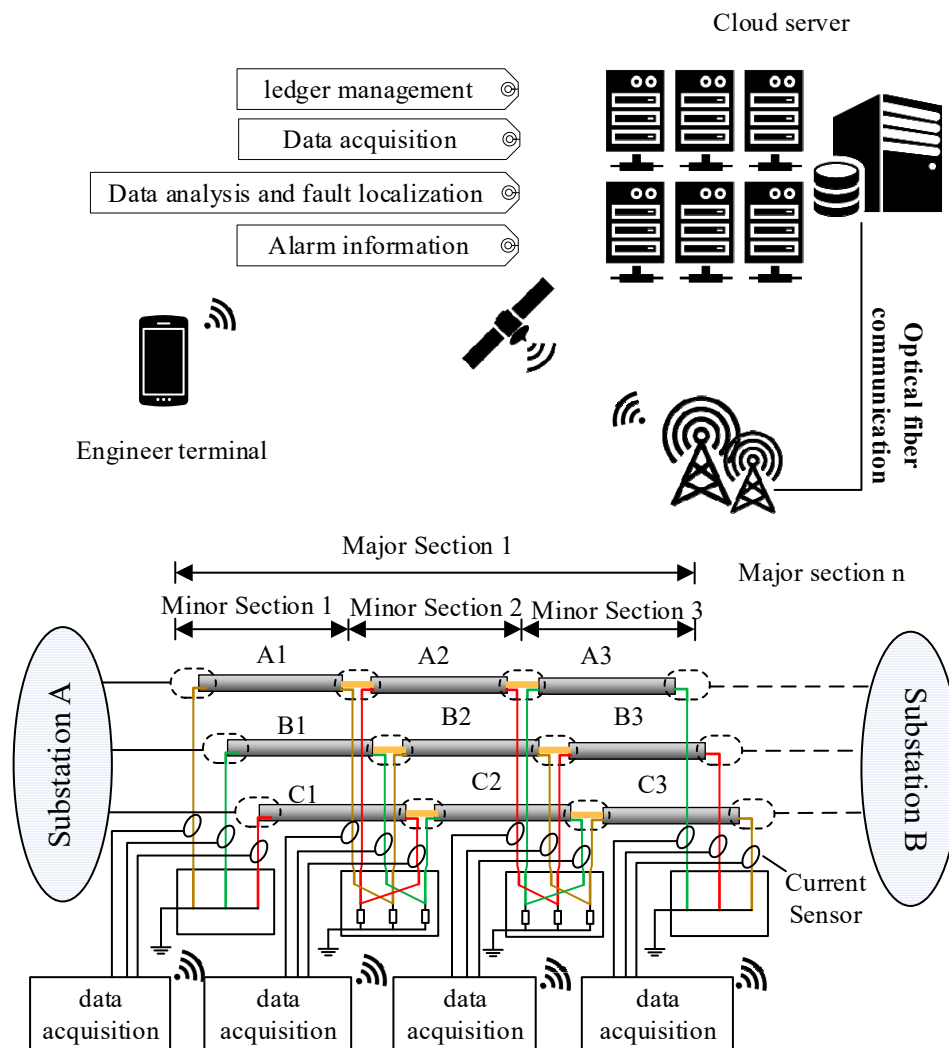 Cloud server
ledger management
Data acquisition
Data analysis and fault localization
Alarm information
Optical fiber
communication
Engineer terminal
Major Section 1
Major section n
Minor Section 1
Minor Section 2
Minor Section 3
A1
A2
A3
B1
B2
B3
C1
C2
C3
Substation A
Substation B
Current
Sensor
data
acquisition
data
acquisition
data
acquisition
data
acquisition